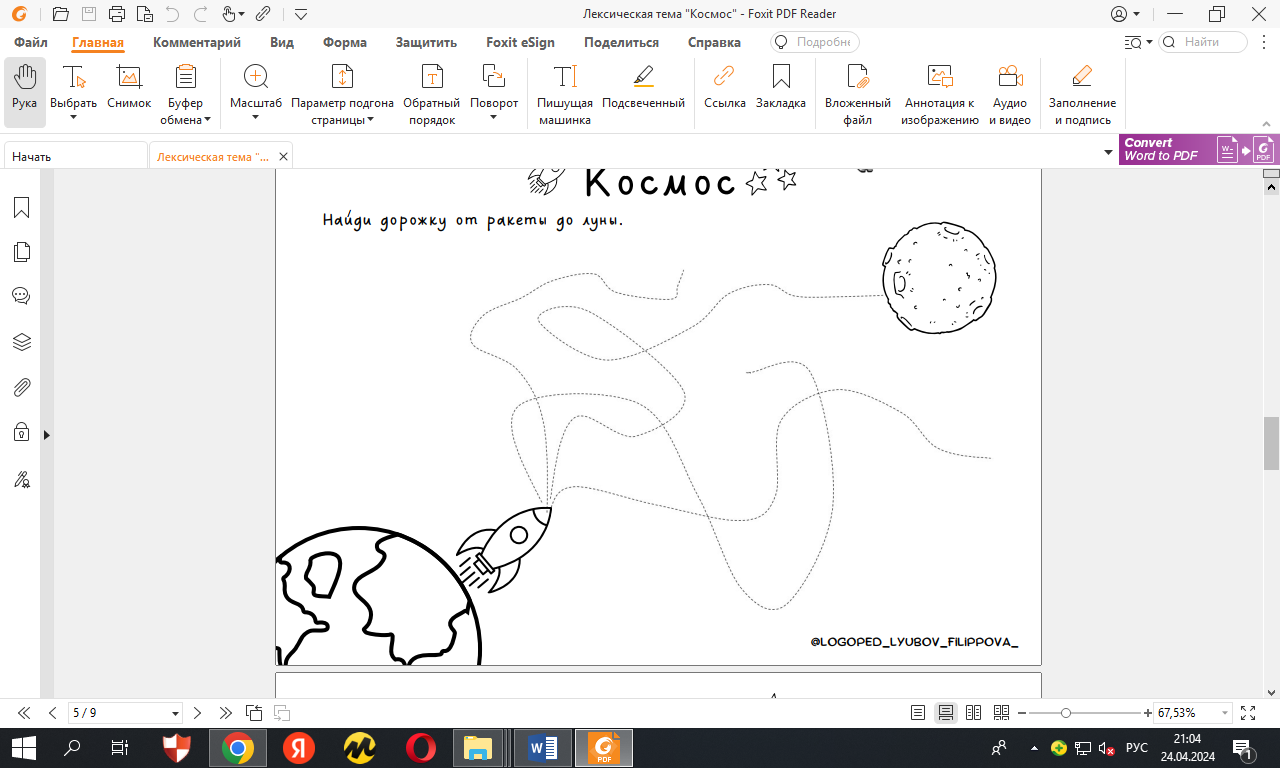 Лексическая тема "Космос" - Foxit PDF Reader
Файл Главная Комментарий Вид Форма Защитить Foxit eSign Поделиться Справка Подробне Найти
Рука Выбрать Снимок Буфер обмена Масштаб Параметр подгона страницы Обратный порядок Поворот Пишущая машинка Подсвеченный Ссылка Закладка Вложенный файл Аннотация к изображению Аудио и видео Заполнение и подпись
Начать Лексическая тема "... Convert
Word to PDF
Космос
Найди дорожку от ракеты до луны.
@LOGOPED_LYUBOV_FILIPPOVA_
5 / 9 67,53%
РУС 21:04
24.04.2024 1